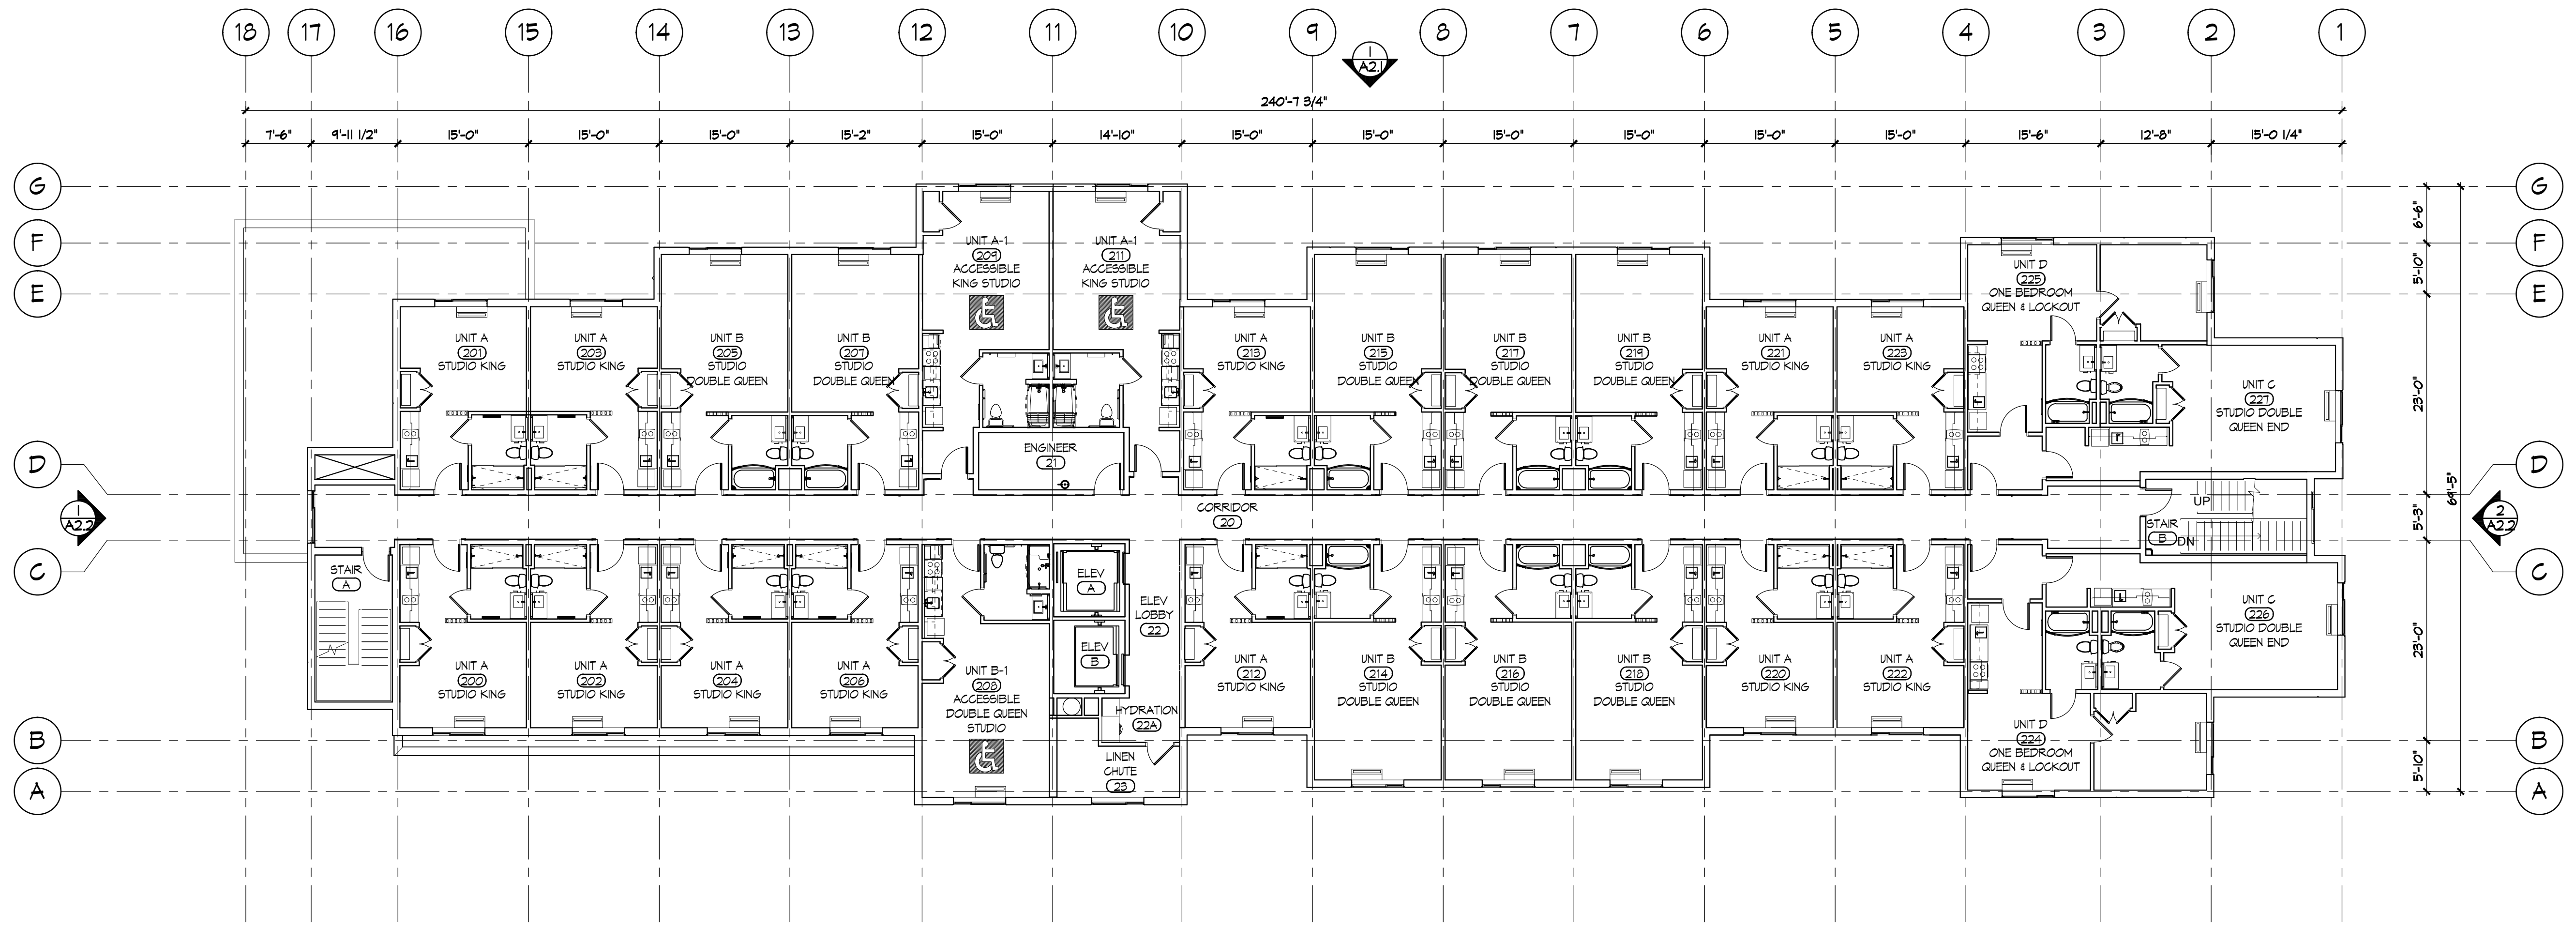 18 17 16 15 14 13 12 11 10 9 8 7 6 5 4 3 2 1
1
A2.1
240'-7 3/4"
7'-6" 9'-11 1/2" 15'-0" 15'-0" 15'-0" 15'-2" 15'-0" 14'-10" 15'-0" 15'-0" 15'-0" 15'-0" 15'-0" 15'-0" 15'-6" 12'-8" 15'-0 1/4"
G
F
E
D
C
B
A
G
F
E
D
C
B
A
6'-6"
5'-10"
23'-0"
5'-3"
23'-0"
5'-10"
69'-5"
1
A2.2
2
A2.2
UNIT A
201
STUDIO KING
UNIT A
203
STUDIO KING
UNIT B
205
STUDIO
DOUBLE QUEEN
UNIT B
207
STUDIO
DOUBLE QUEEN
UNIT A-1
209
ACCESSIBLE
KING STUDIO
UNIT A-1
211
ACCESSIBLE
KING STUDIO
UNIT A
213
STUDIO KING
UNIT B
215
STUDIO
DOUBLE QUEEN
UNIT B
217
STUDIO
DOUBLE QUEEN
UNIT B
219
STUDIO
DOUBLE QUEEN
UNIT A
221
STUDIO KING
UNIT A
223
STUDIO KING
UNIT D
225
ONE BEDROOM
QUEEN & LOCKOUT
UNIT C
227
STUDIO DOUBLE
QUEEN END
ENGINEER
21
CORRIDOR
20
UP
STAIR
B
DN
STAIR
A
UNIT A
200
STUDIO KING
UNIT A
202
STUDIO KING
UNIT A
204
STUDIO KING
UNIT A
206
STUDIO KING
UNIT B-1
208
ACCESSIBLE
DOUBLE QUEEN
STUDIO
ELEV
A
ELEV
B
ELEV
LOBBY
22
HYDRATION
22A
LINEN
CHUTE
23
UNIT A
212
STUDIO KING
UNIT B
214
STUDIO
DOUBLE QUEEN
UNIT B
216
STUDIO
DOUBLE QUEEN
UNIT B
218
STUDIO
DOUBLE QUEEN
UNIT A
220
STUDIO KING
UNIT A
222
STUDIO KING
UNIT D
224
ONE BEDROOM
QUEEN & LOCKOUT
UNIT C
226
STUDIO DOUBLE
QUEEN END